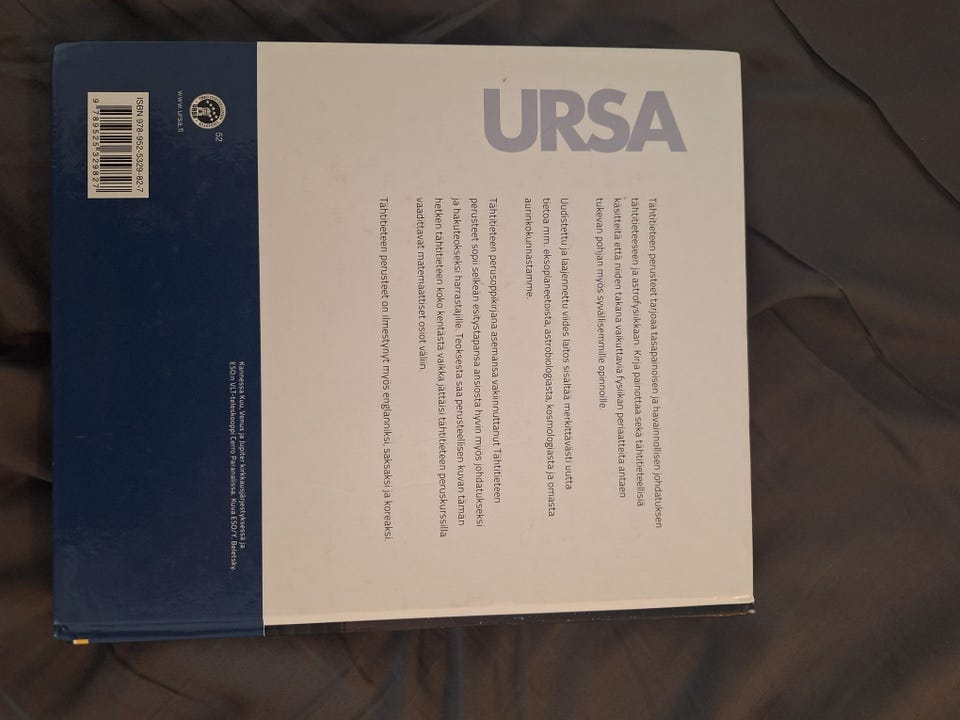 URSA
Tähtitieteen perusteet tarjoaa tasapainoisen ja havainnollisen johdatuksen
tähtitieteeseen ja astrofysiikkaan. Kirja painottaa sekä tähtitieteellisiä
käsitteitä että niiden takana vaikuttavia fysiikan periaatteita antaen
tukevan pohjan myös syvällisemmille opinnoille.
Uudistettu ja laajennettu viides laitos sisältää merkittävästi uutta
tietoa mm. eksoplaneetoista, astrobiologiasta, kosmologiasta ja omasta
aurinkokunnastamme.
Tähtitieteen perusoppikirjana asemansa vakiinnuttanut Tähtitieteen
perusteet sopii selkeän esitystapansa ansiosta hyvin myös johdatukseksi
ja hakuteokseksi harrastajille. Teoksesta saa perusteellisen kuvan tämän
hetken tähtitieteen koko kentästä vaikka jättäisi tähtitieteen peruskurssilla
vaadittavat matemaattiset osiot väliin.
Tähtitieteen perusteet on ilmestynyt myös englanniksi, saksaksi ja koreaksi.
Kannessa Kuu, Venus ja Jupiter kirkkausjärjestyksessä ja
ESO:n VLT-teleskooppi Cerro Paranalissa. Kuva ESO/Y. Beletsky.
52
www.ursa.fi
ISBN 978-952-5329-82-7
9 789525 329827